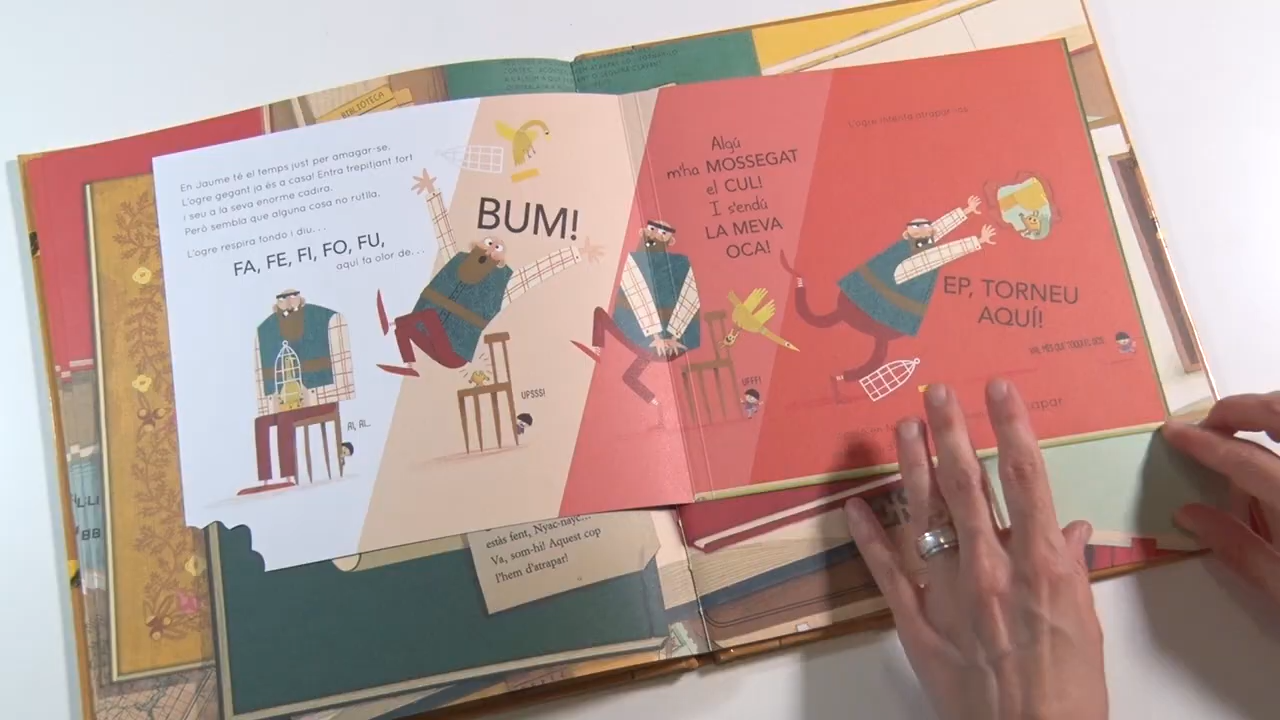 BIBLIOTECA
En Jaume té el temps just per amagar-se.
L'ogre gegant ja és a casa! Entra trepitjant fort
i seu a la seva enorme cadira.
Però sembla que alguna cosa no rutlla.
L'ogre respira fondo i diu...
FA, FE, FI, FO, FU,
aquí fa olor de...
AI, AI...
BUM!
UPSSS!
Algú
m'ha MOSSEGAT
el CUL!
I s'endú
LA MEVA
OCA!
UFFF!
L'ogre intenta atrapar-los
EP, TORNEU
AQUÍ!
atrapar
estàs fent, Nyac-nyac...
Va, som-hi! Aquest cop
l'hem d'atrapar!